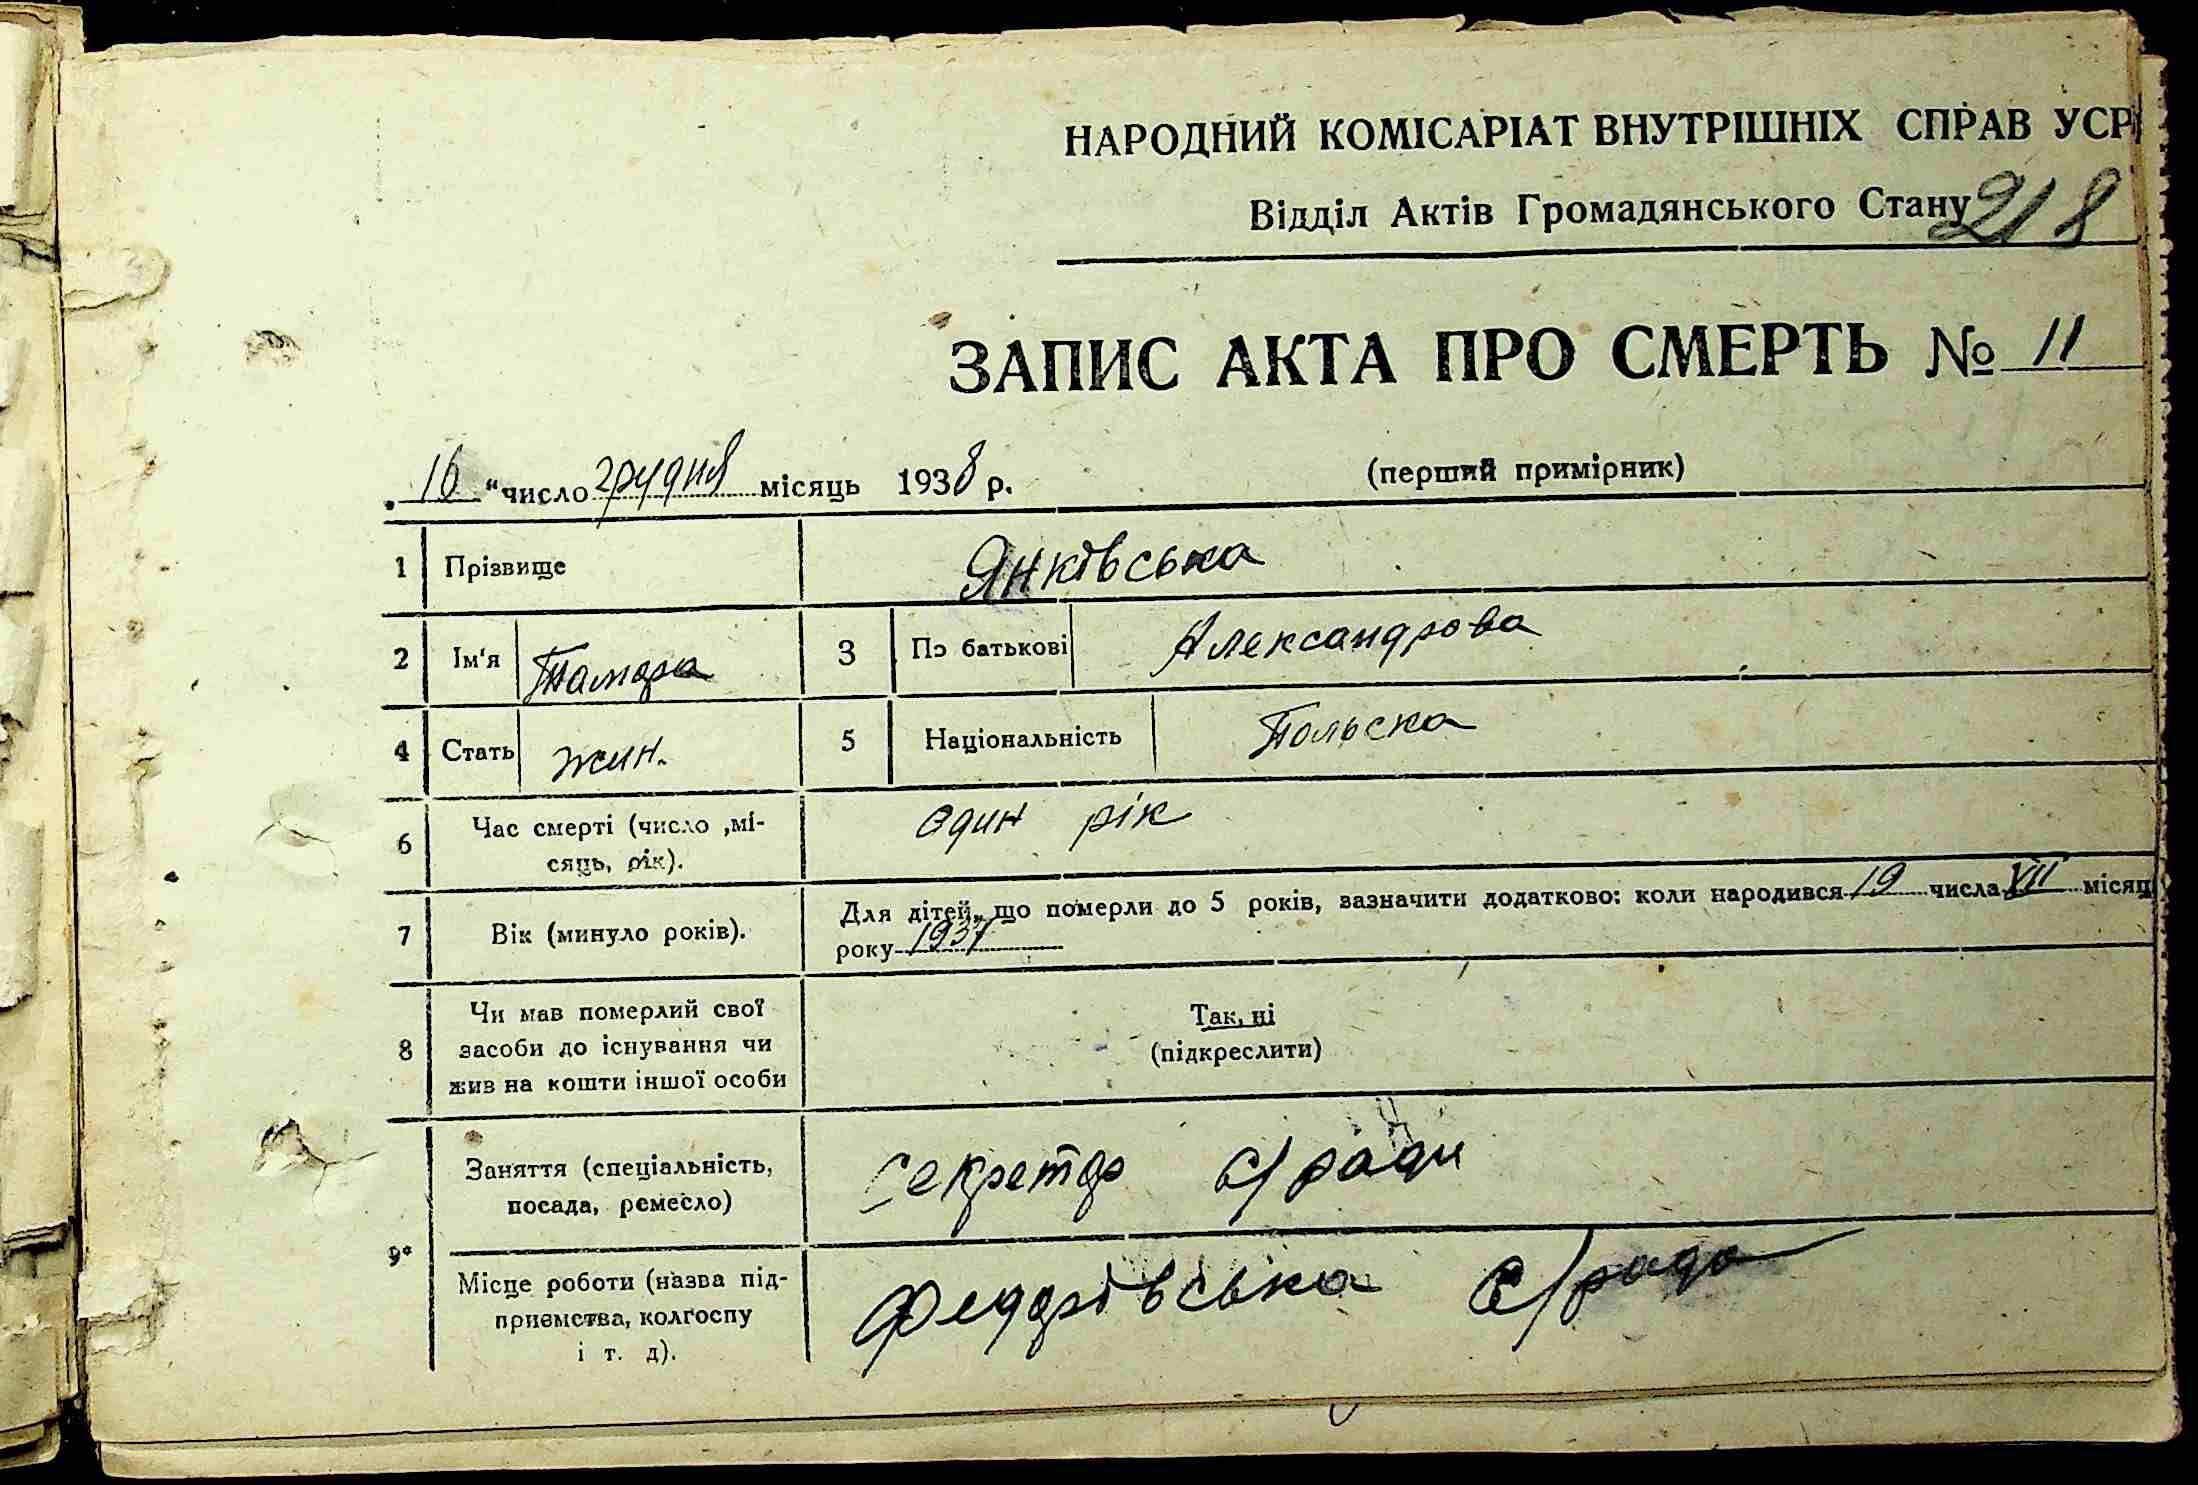 НАРОДНИЙ КОМІСАРІАТ ВНУТРІШНІХ СПРАВ УСР
Відділ Актів Громадянського Стану 218
ЗАПИС АКТА ПРО СМЕРТЬ № 11
„16“ число грудня місяць 1938 р.
(перший примірник)
1 Прізвище Янківська
2 Ім'я Тамара 3 По батькові Александрова
4 Стать жин. 5 Національність Польска
6 Час смерті (число ,мі-
сяць, рік). один рік
7 Вік (минуло років). Для дітей, що померли до 5 років, зазначити додатково: коли народився 19 числа VII місяц
року 1937
8 Чи мав померлий свої
засоби до існування чи
жив на кошти іншої особи
Так, ні
(підкреслити)
9*
Заняття (спеціальність,
посада, ремесло)
секретар с/ради
Місце роботи (назва під-
приємства, колгоспу
і т. д).
Федорівська с/рада